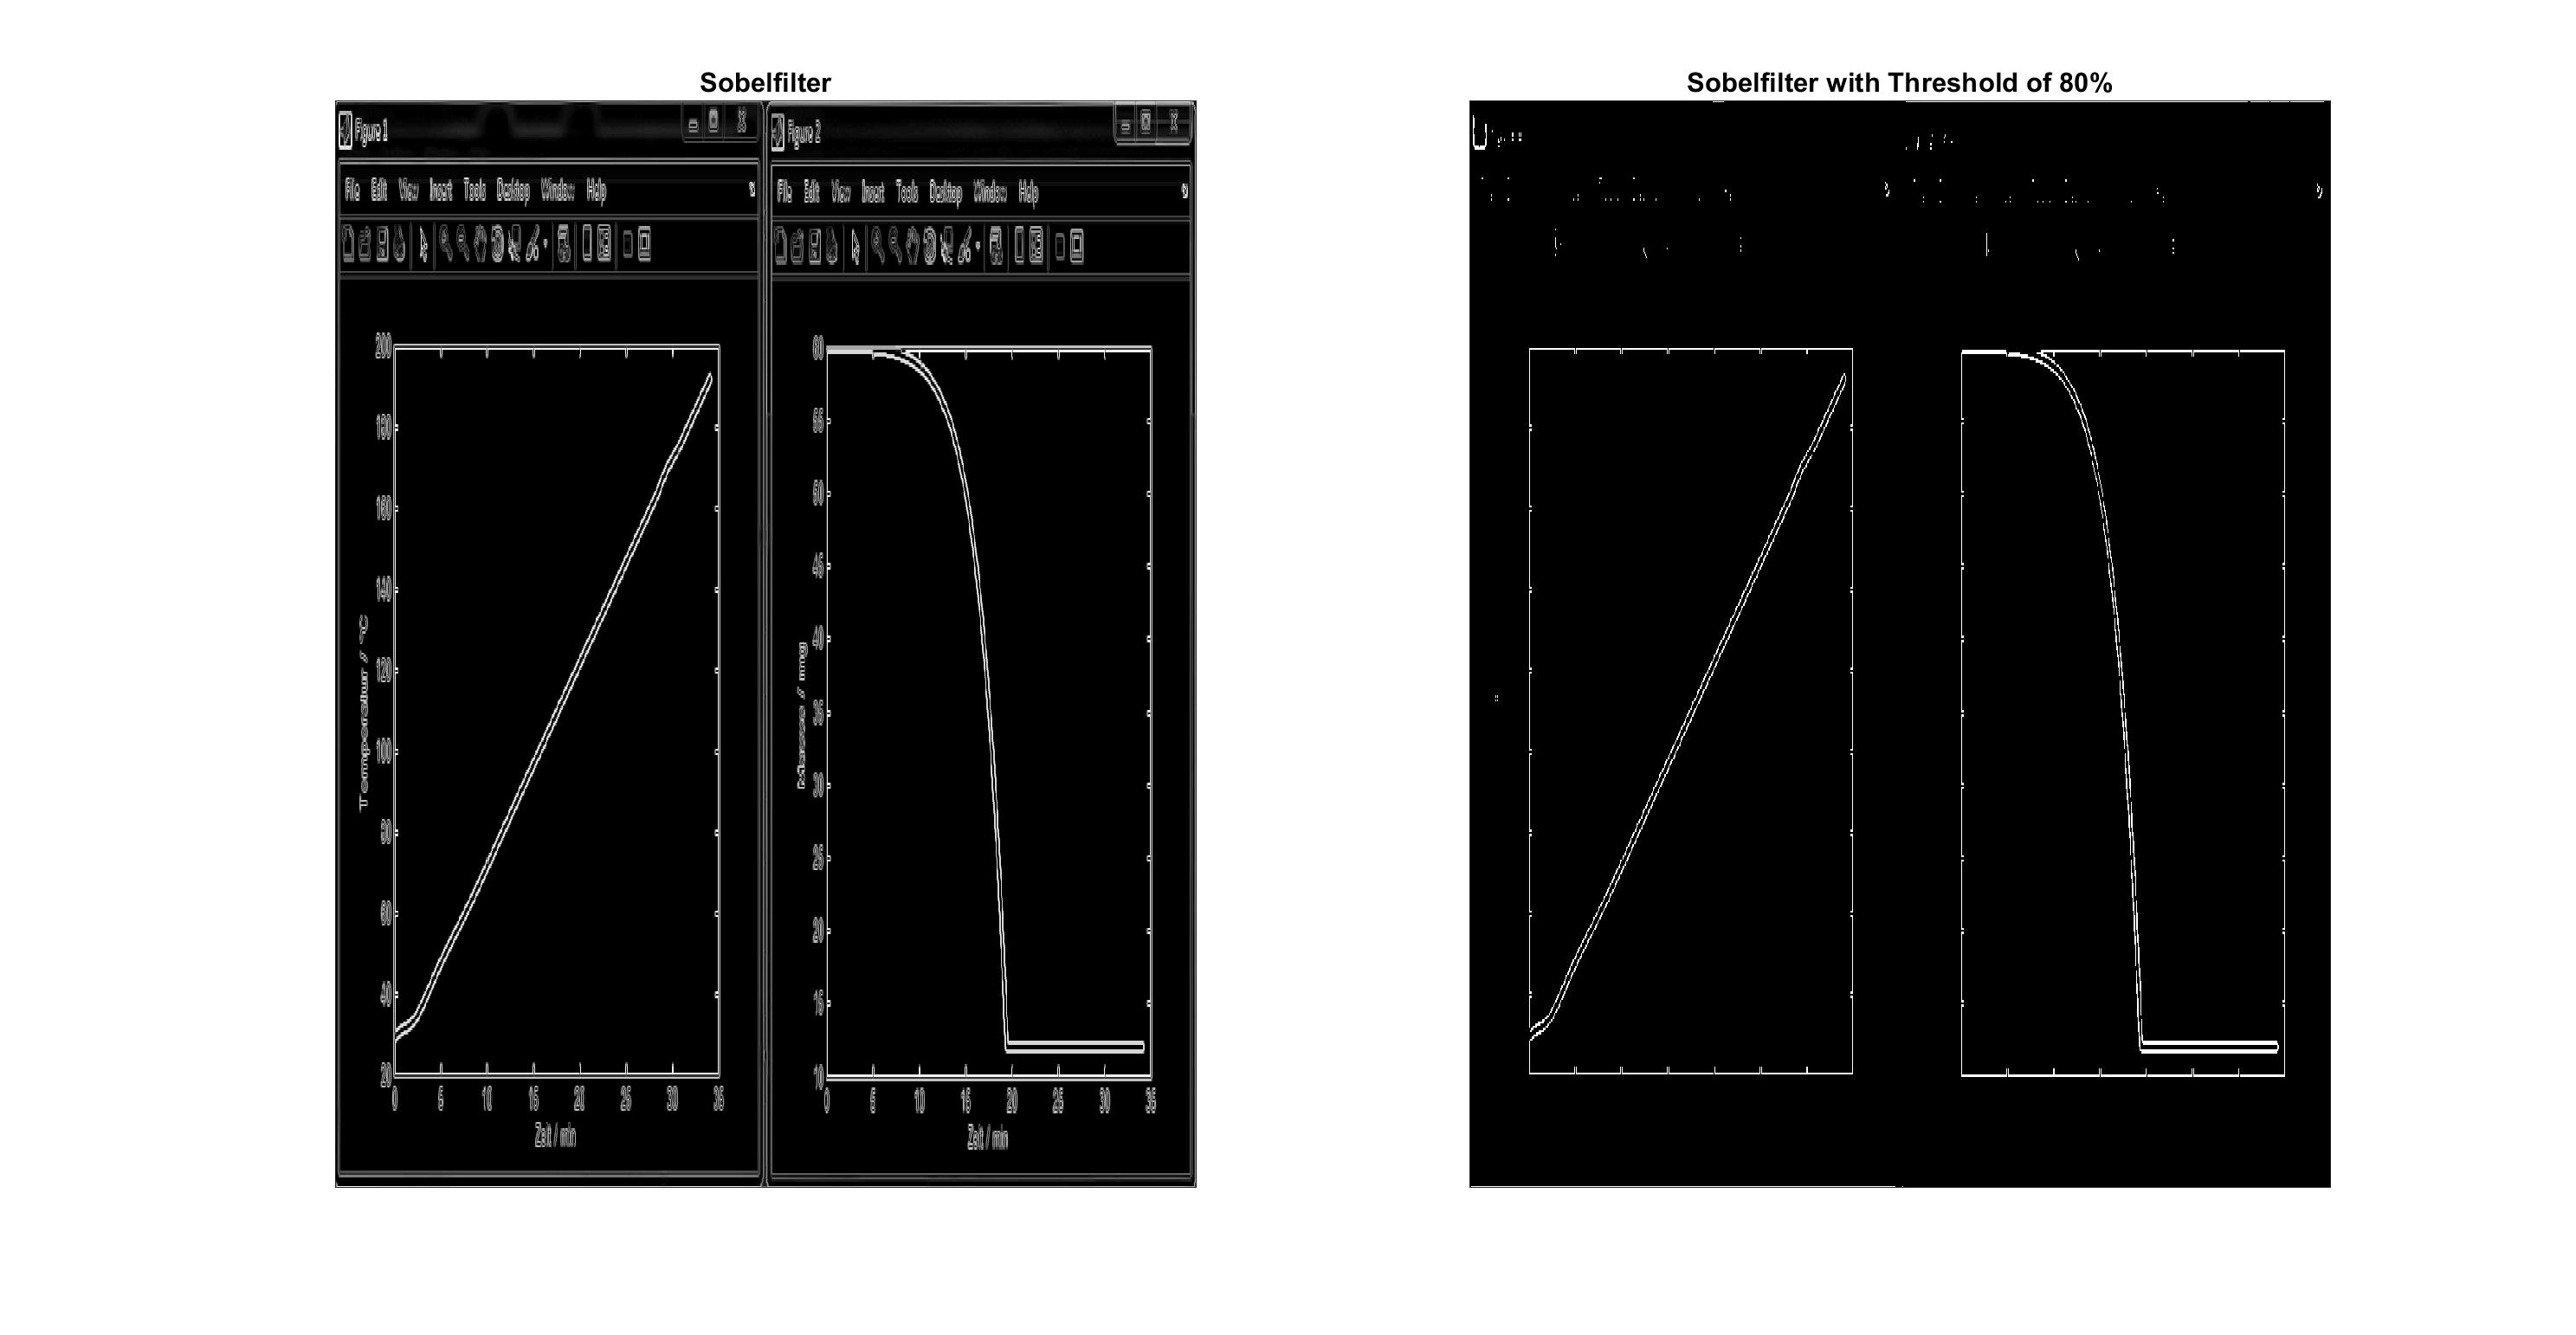 Sobelfilter
Sobelfilter with Threshold of 80%
Figure 1
File Edit View Insert Tools Desktop Window Help
200
180
160
140
120
100
80
60
40
20
Temperatur / °C
0 5 10 15 20 25 30 35
Zeit / min
Figure 2
File Edit View Insert Tools Desktop Window Help
60
55
50
45
40
35
30
25
20
15
10
Masse / mg
0 5 10 15 20 25 30 35
Zeit / min